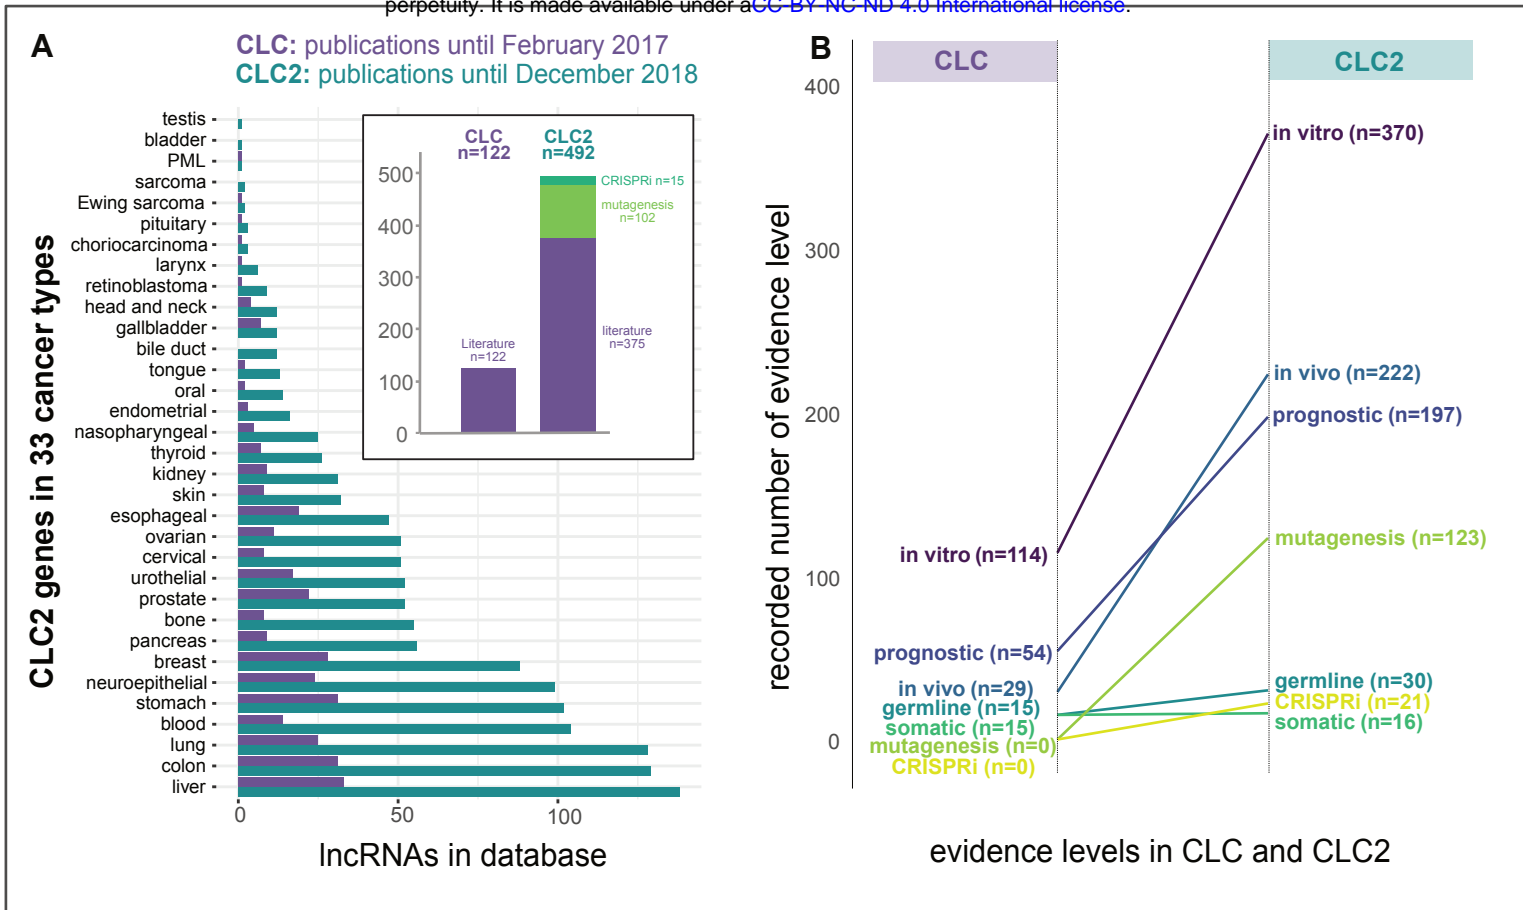 perpetuity. It is made available under aCC-BY-NC-ND 4.0 International license.
A
CLC: publications until February 2017
CLC2: publications until December 2018
CLC2 genes in 33 cancer types
testis
bladder
PML
sarcoma
Ewing sarcoma
pituitary
choriocarcinoma
larynx
retinoblastoma
head and neck
gallbladder
bile duct
tongue
oral
endometrial
nasopharyngeal
thyroid
kidney
skin
esophageal
ovarian
cervical
urothelial
prostate
bone
pancreas
breast
neuroepithelial
stomach
blood
lung
colon
liver
0
50
100
lncRNAs in database
CLC
n=122
CLC2
n=492
500
400
300
200
100
0
CRISPRi n=15
mutagenesis
n=102
Literature
n=122
literature
n=375
B
CLC
CLC2
recorded number of evidence level
400
300
200
100
0
in vitro (n=114)
prognostic (n=54)
in vivo (n=29)
germline (n=15)
somatic (n=15)
mutagenesis (n=0)
CRISPRi (n=0)
in vitro (n=370)
in vivo (n=222)
prognostic (n=197)
mutagenesis (n=123)
germline (n=30)
CRISPRi (n=21)
somatic (n=16)
evidence levels in CLC and CLC2